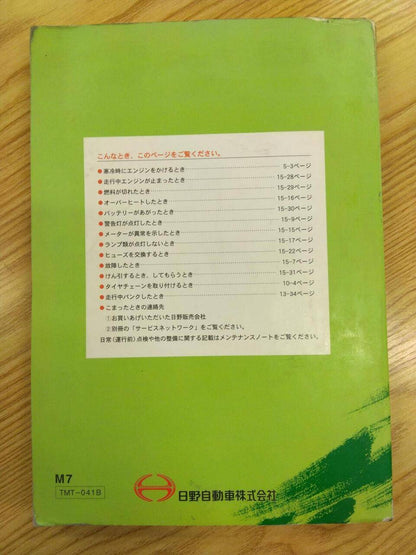 こんなとき、このページをご覧ください。
●寒冷時にエンジンをかけるとき 5-3ページ
●走行中エンジンが止まったとき 15-28ページ
●燃料が切れたとき 15-29ページ
●オーバーヒートしたとき 15-16ページ
●バッテリーがあがったとき 15-30ページ
●警告灯が点灯したとき 15-9ページ
●メーターが異常を示したとき 15-15ページ
●ランプ類が点灯しないとき 15-17ページ
●ヒューズを交換するとき 15-22ページ
●故障したとき 15-7ページ
●けん引するとき、してもらうとき 15-31ページ
●タイヤチェーンを取り付けるとき 10-4ページ
●走行中パンクしたとき 13-34ページ
●こまったときの連絡先
①お買いあげいただいた日野販売会社
②別冊の「サービスネットワーク」をご覧ください。
日常(運行前)点検や他の整備に関する記載はメンテナンスノートをご覧ください。
M7
TMT-041B
日野自動車株式会社